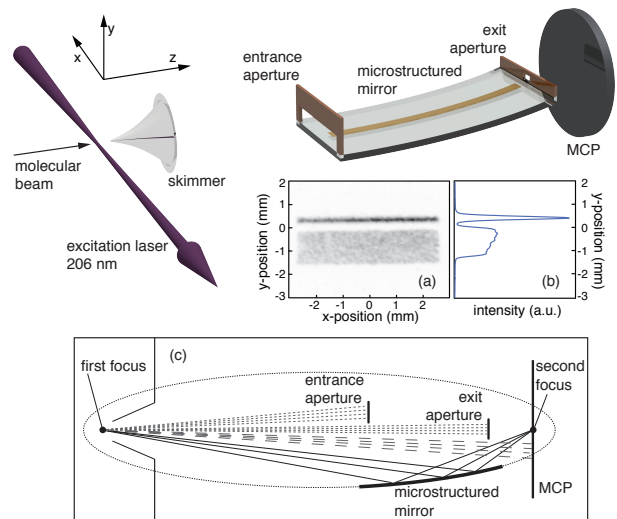 y
x
z
molecular
beam
skimmer
excitation laser
206 nm
entrance
aperture
microstructured
mirror
exit
aperture
MCP
2
1
0
-1
-2
-3
y-position (mm)
(a)
-2 -1 0 1 2
x-position (mm)
(b)
intensity (a.u.)
2
1
0
-1
-2
-3
y-position (mm)
(c)
first focus
entrance
aperture
exit
aperture
second
focus
microstructured
mirror
MCP